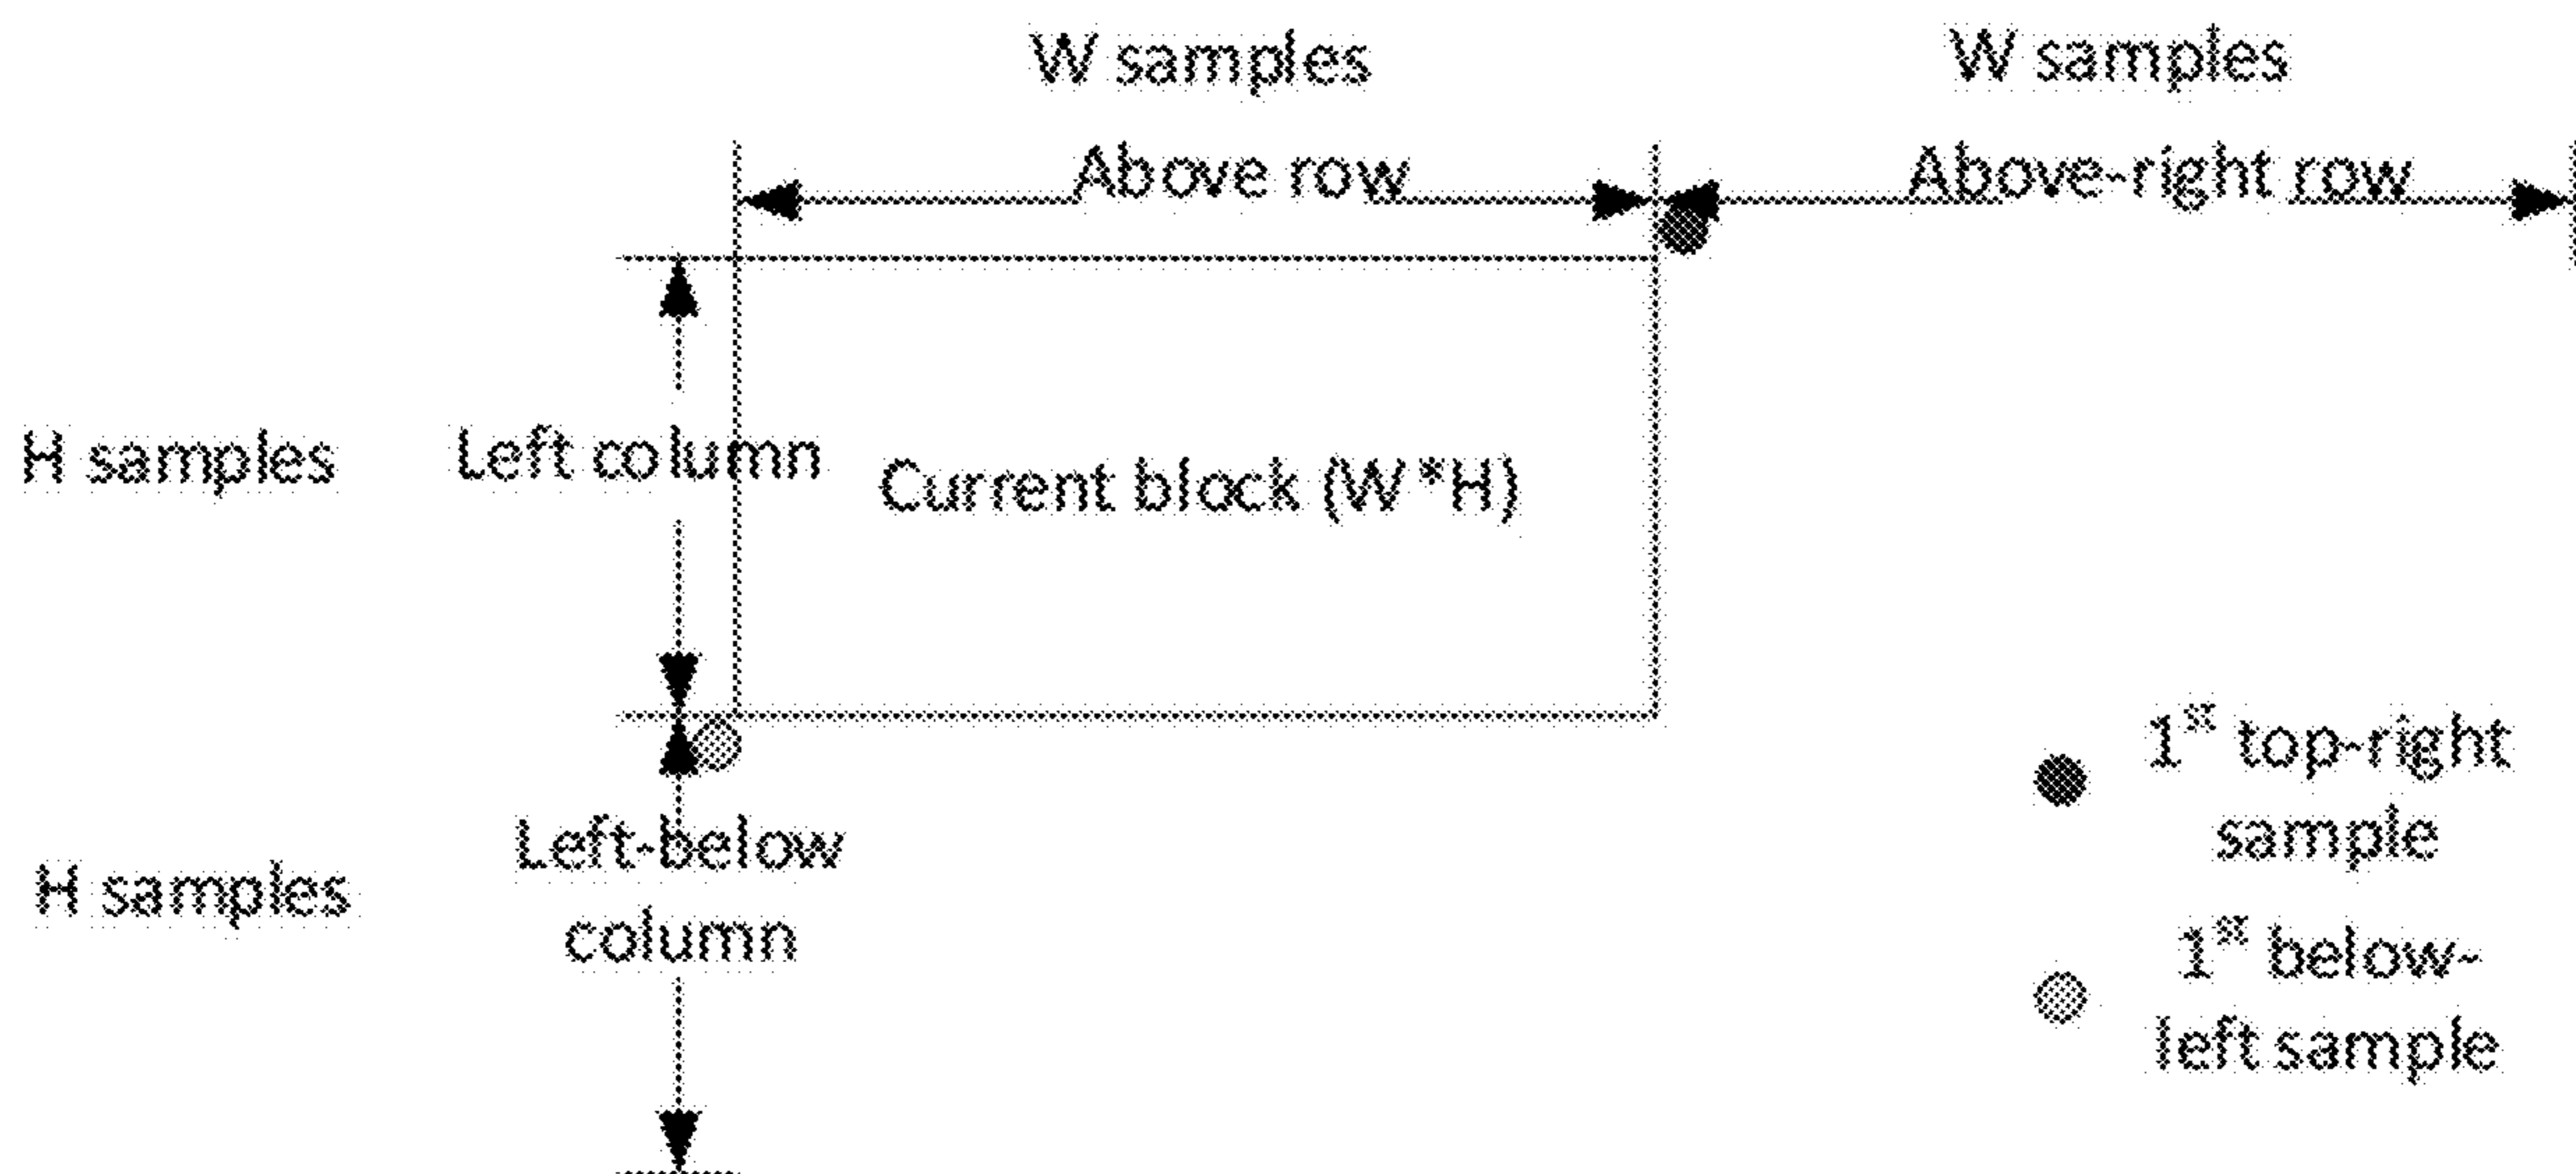 W samples
W samples
Above row
Above-right row
H samples
Left column
Current block (W*H)
1st top-right
sample
Left-below
column
H samples
1st below-
left sample